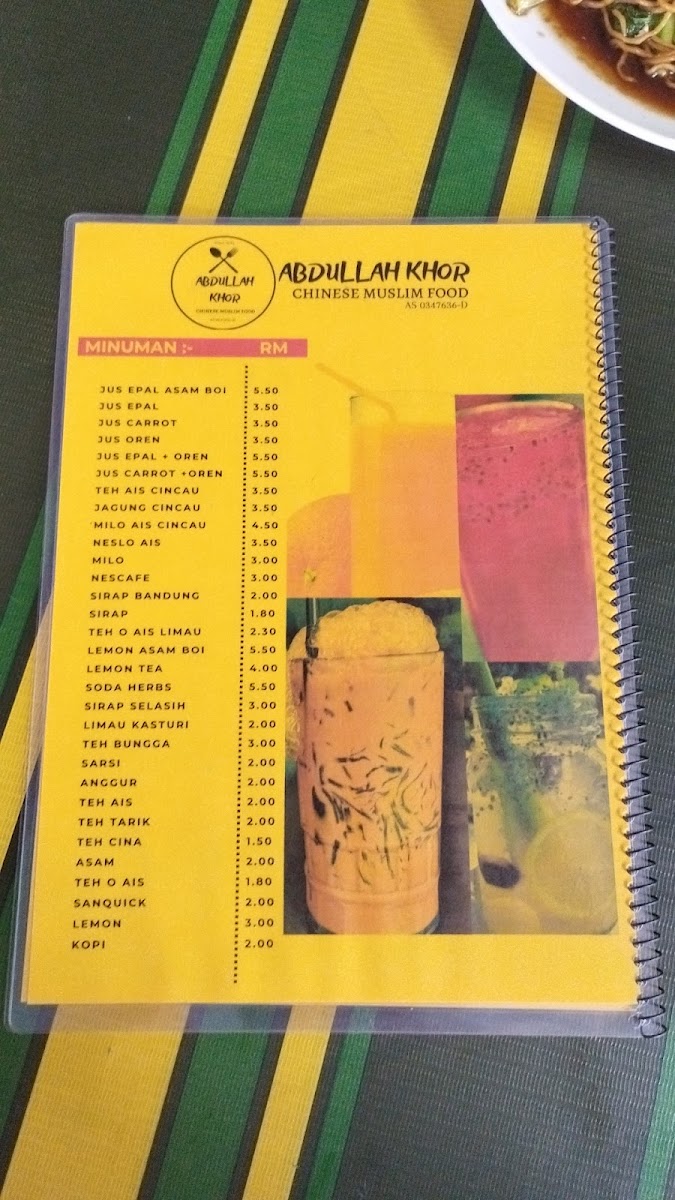 ABDULLAH
KHOR
CHINESE MUSLIM FOOD
ABDULLAH KHOR
CHINESE MUSLIM FOOD
AS 0347636-D
MINUMAN :- RM
JUS EPAL ASAM BOI 5.50
JUS EPAL 3.50
JUS CARROT 3.50
JUS OREN 3.50
JUS EPAL + OREN 5.50
JUS CARROT +OREN 5.50
TEH AIS CINCAU 3.50
JAGUNG CINCAU 3.50
MILO AIS CINCAU 4.50
NESLO AIS 3.50
MILO 3.00
NESCAFE 3.00
SIRAP BANDUNG 2.00
SIRAP 1.80
TEH O AIS LIMAU 2.30
LEMON ASAM BOI 5.50
LEMON TEA 4.00
SODA HERBS 5.50
SIRAP SELASIH 3.00
LIMAU KASTURI 2.00
TEH BUNGGA 3.00
SARSI 2.00
ANGGUR 2.00
TEH AIS 2.00
TEH TARIK 2.00
TEH CINA 1.50
ASAM 2.00
TEH O AIS 1.80
SANQUICK 2.00
LEMON 3.00
KOPI 2.00